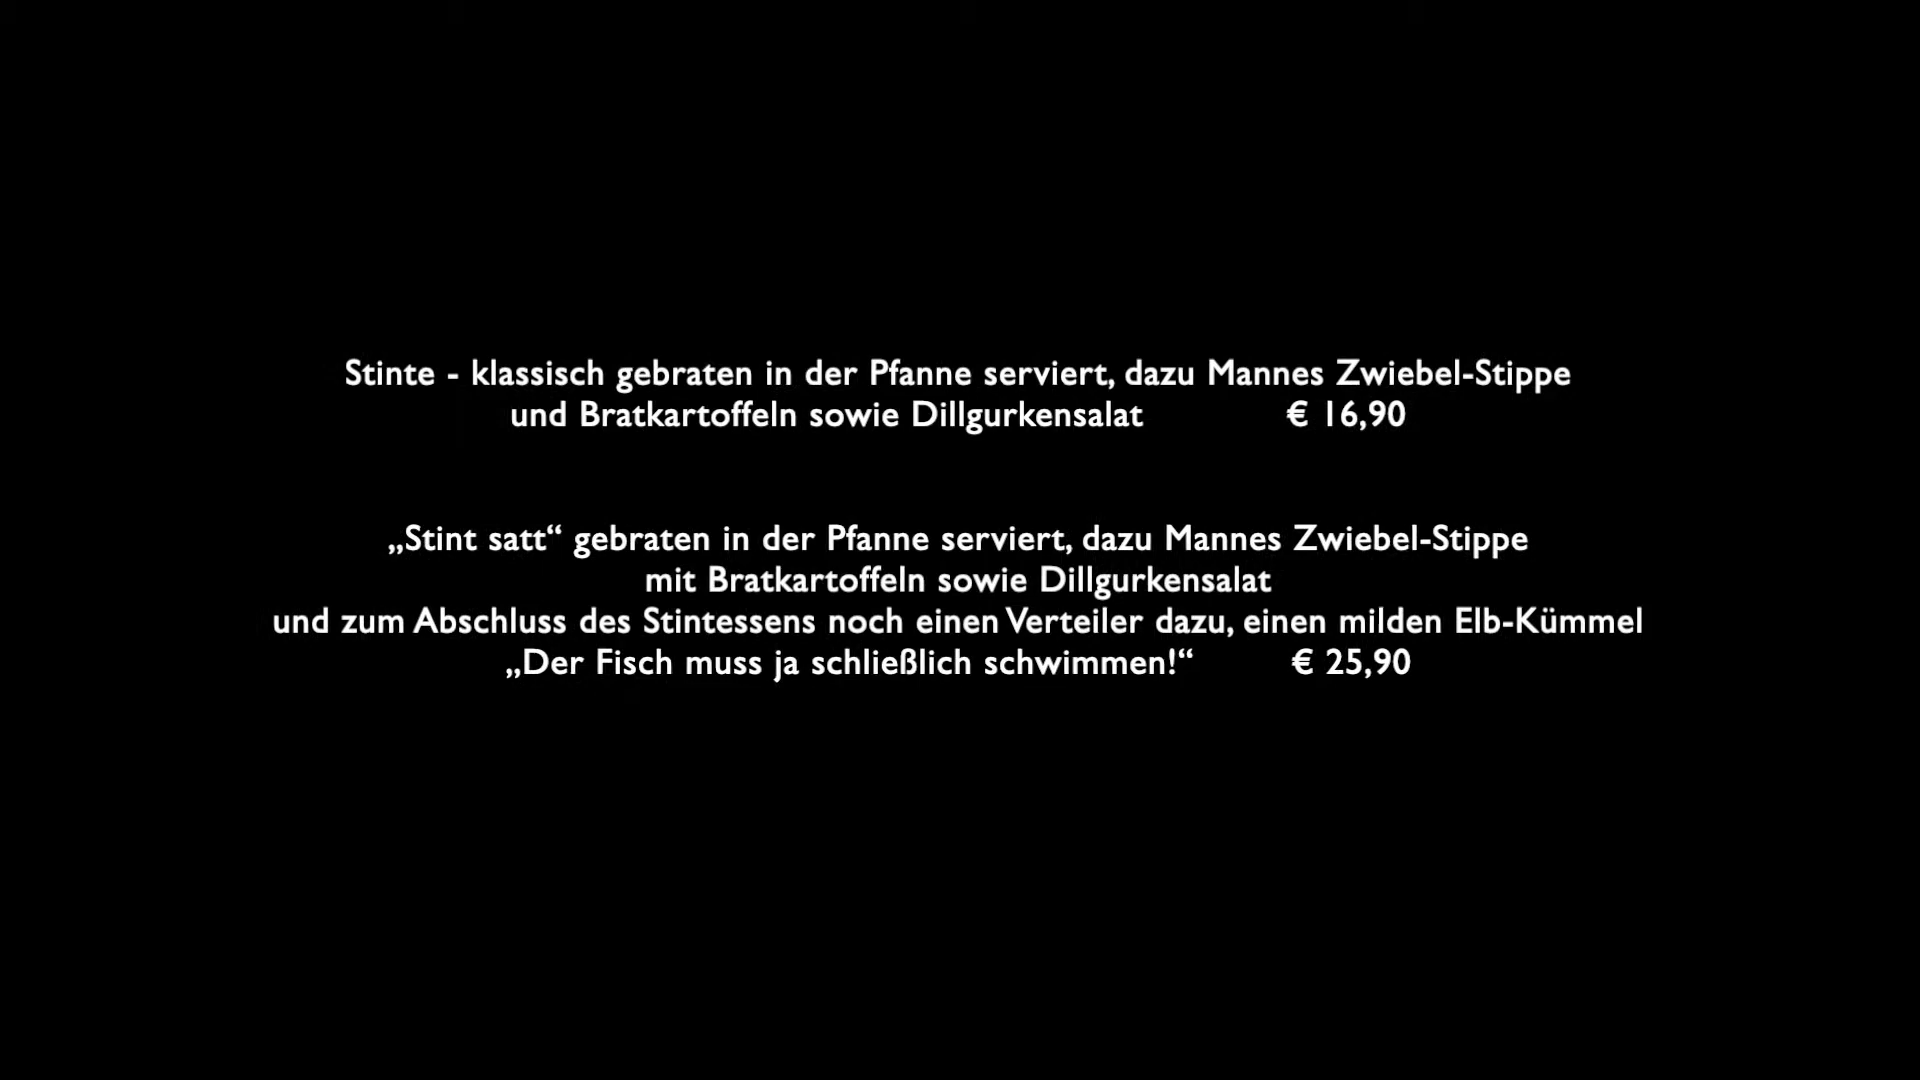 Stinte - klassisch gebraten in der Pfanne serviert, dazu Mannes Zwiebel-Stippe
und Bratkartoffeln sowie Dillgurkensalat € 16,90
„Stint satt“ gebraten in der Pfanne serviert, dazu Mannes Zwiebel-Stippe
mit Bratkartoffeln sowie Dillgurkensalat
und zum Abschluss des Stintessens noch einen Verteiler dazu, einen milden Elb-Kümmel
„Der Fisch muss ja schließlich schwimmen!“ € 25,90